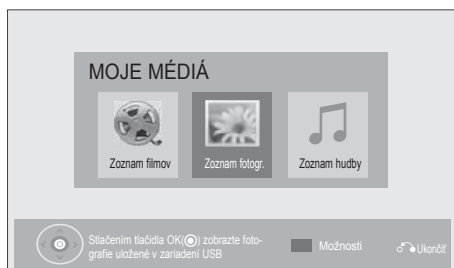 MOJE MÉDIÁ
Zoznam filmov
Zoznam fotogr.
Zoznam hudby
Stlačením tlačidla OK(◉) zobrazte foto-
grafie uložené v zariadení USB
Možnosti
Ukončiť